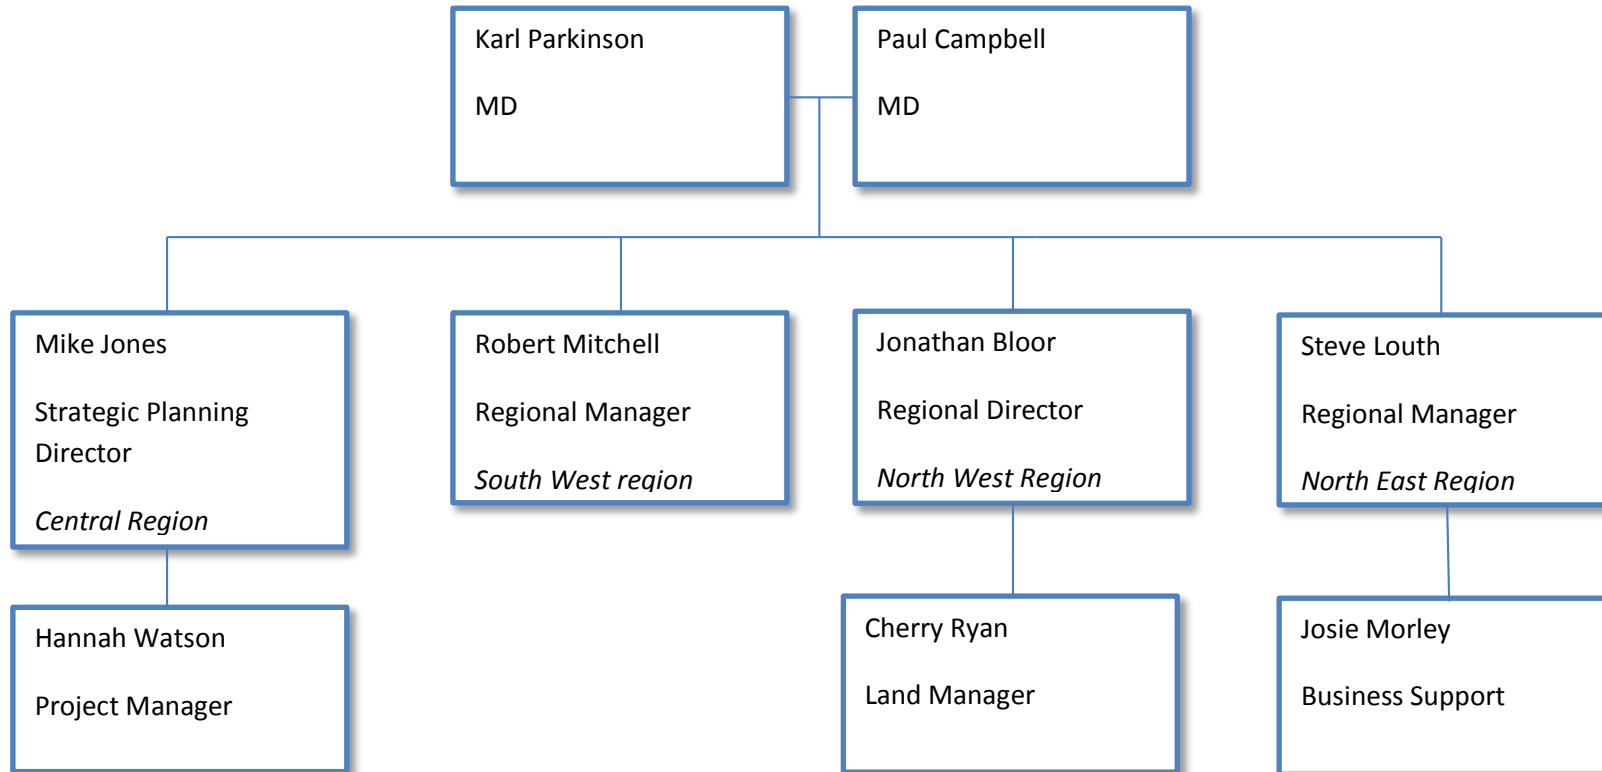 Karl Parkinson
MD
Paul Campbell
MD
Mike Jones
Strategic Planning
Director
Central Region
Robert Mitchell
Regional Manager
South West region
Jonathan Bloor
Regional Director
North West Region
Steve Louth
Regional Manager
North East Region
Hannah Watson
Project Manager
Cherry Ryan
Land Manager
Josie Morley
Business Support